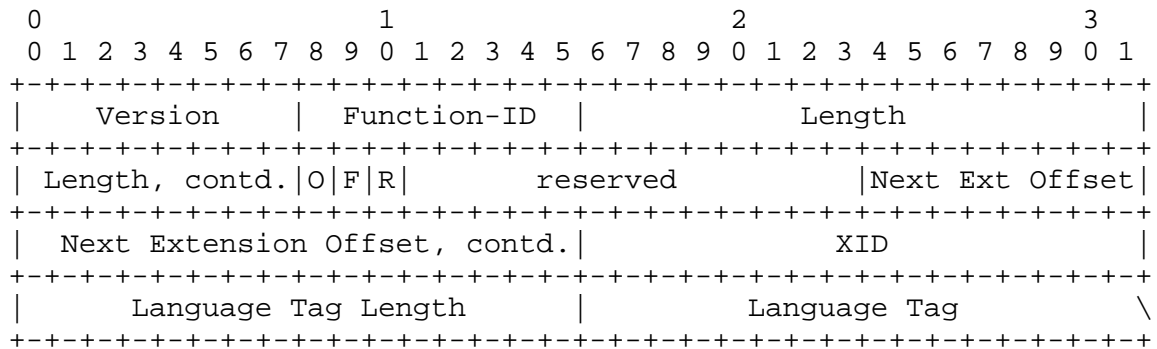 0                   1                   2                   3
 0 1 2 3 4 5 6 7 8 9 0 1 2 3 4 5 6 7 8 9 0 1 2 3 4 5 6 7 8 9 0 1
+-+-+-+-+-+-+-+-+-+-+-+-+-+-+-+-+-+-+-+-+-+-+-+-+-+-+-+-+-+-+-+
|    Version    |  Function-ID  |            Length             |
+-+-+-+-+-+-+-+-+-+-+-+-+-+-+-+-+-+-+-+-+-+-+-+-+-+-+-+-+-+-+-+
| Length, contd.|O|F|R|       reserved          |Next Ext Offset|
+-+-+-+-+-+-+-+-+-+-+-+-+-+-+-+-+-+-+-+-+-+-+-+-+-+-+-+-+-+-+-+
|  Next Extension Offset, contd.|              XID              |
+-+-+-+-+-+-+-+-+-+-+-+-+-+-+-+-+-+-+-+-+-+-+-+-+-+-+-+-+-+-+-+
|      Language Tag Length      |         Language Tag          \
+-+-+-+-+-+-+-+-+-+-+-+-+-+-+-+-+-+-+-+-+-+-+-+-+-+-+-+-+-+-+-+